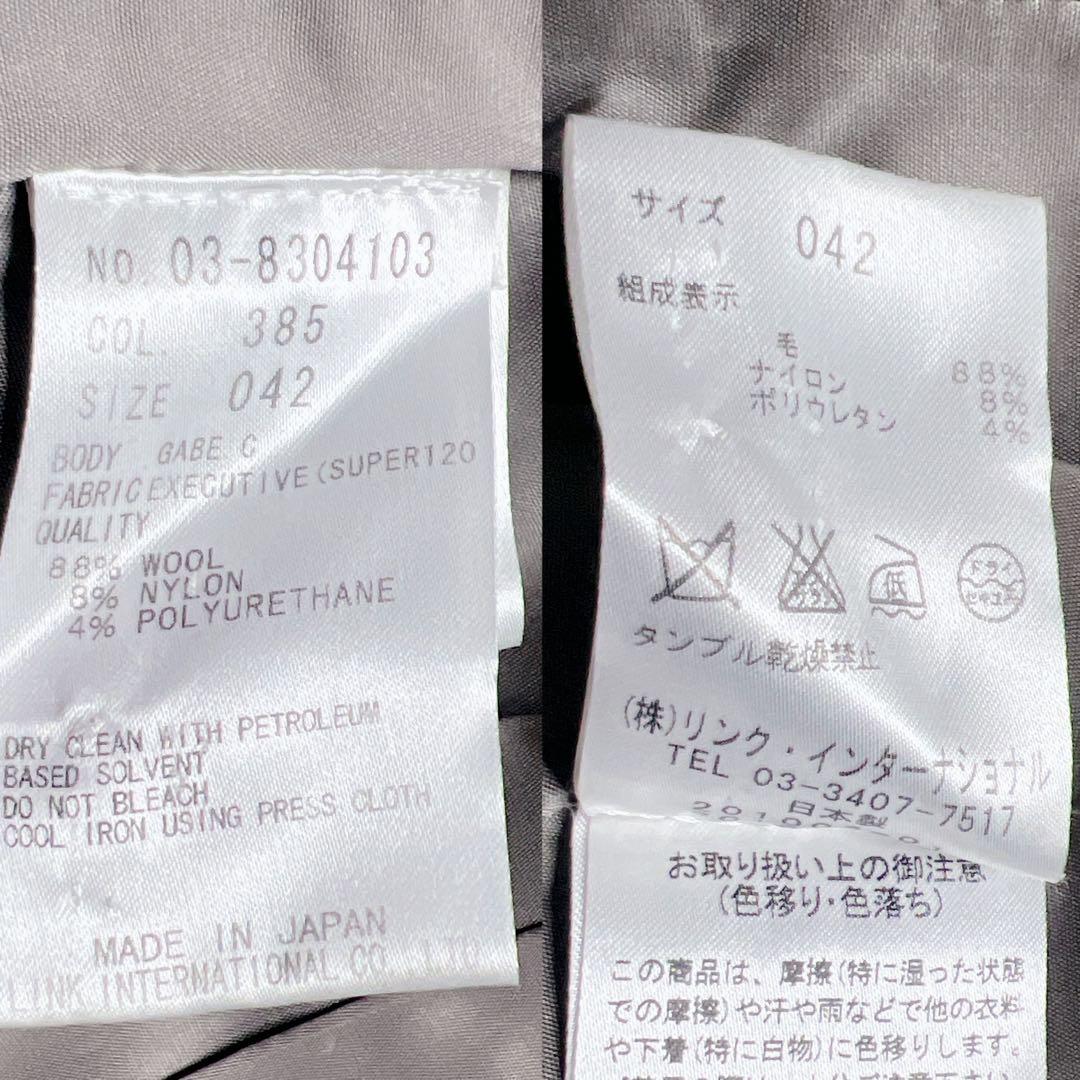 NO. 03-8304103
COL. 385
SIZE 042
BODY GABE C
FABRIC EXECUTIVE (SUPER120
QUALITY
88% WOOL
8% NYLON
4% POLYURETHANE
DRY CLEAN WITH PETROLEUM
BASED SOLVENT
DO NOT BLEACH
COOL IRON USING PRESS CLOTH
MADE IN JAPAN
LINK INTERNATIONAL CO.,LTD
サイズ 042
組成表示
毛 88%
ナイロン 8%
ポリウレタン 4%
低
ドライ
セキユ系
タンブル乾燥禁止
(株)リンク・インターナショナル
TEL 03-3407-7517
日本製
お取り扱い上の御注意
(色移り・色落ち)
この商品は、摩擦(特に湿った状態
での摩擦)や汗や雨などで他の衣料
や下着(特に白物)に色移りします。